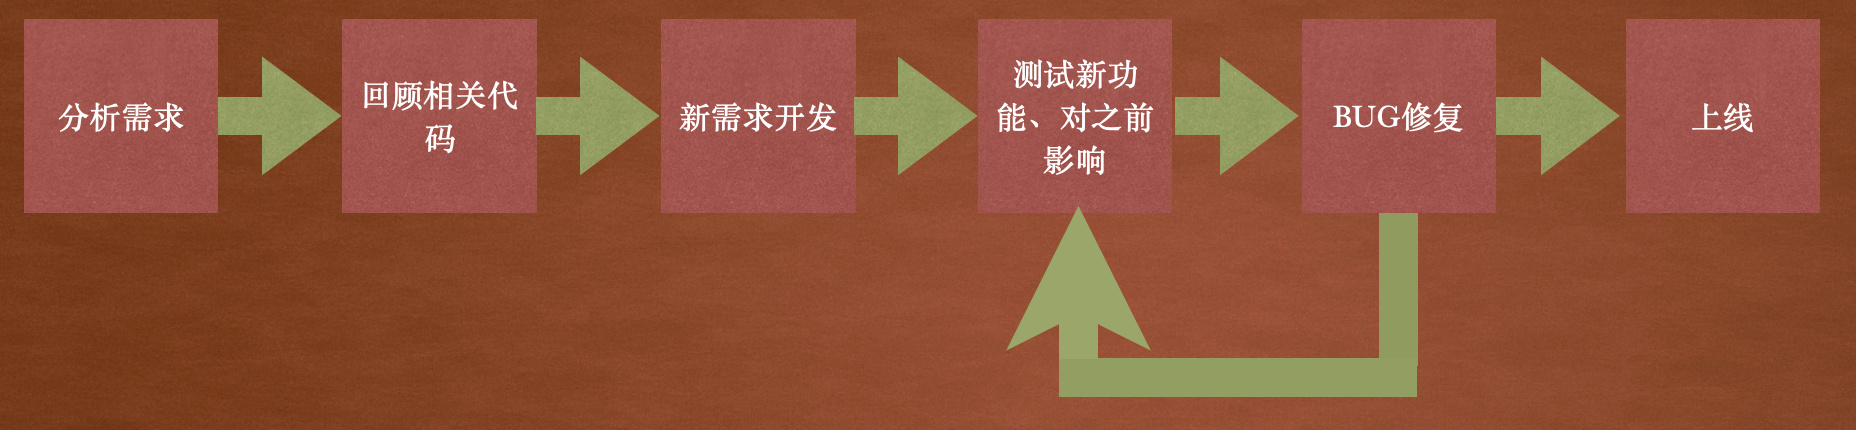 分析需求
回顾相关代
码
新需求开发
测试新功
能、对之前
影响
BUG修复
上线